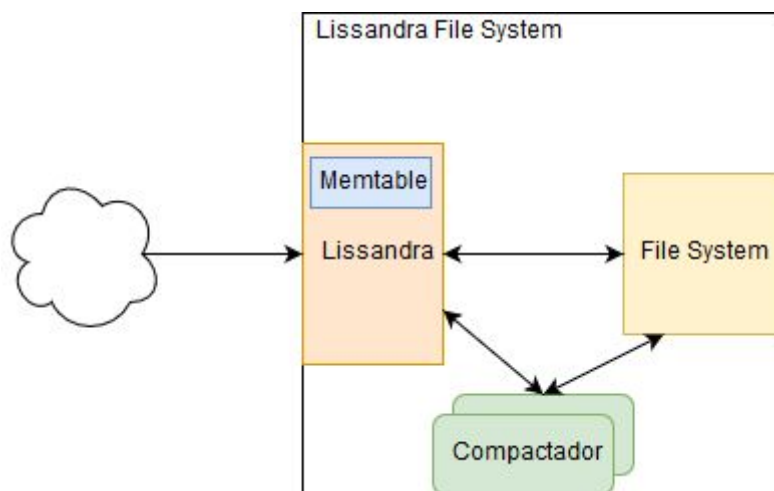 Lissandra File System
Memtable
Lissandra
File System
Compactador